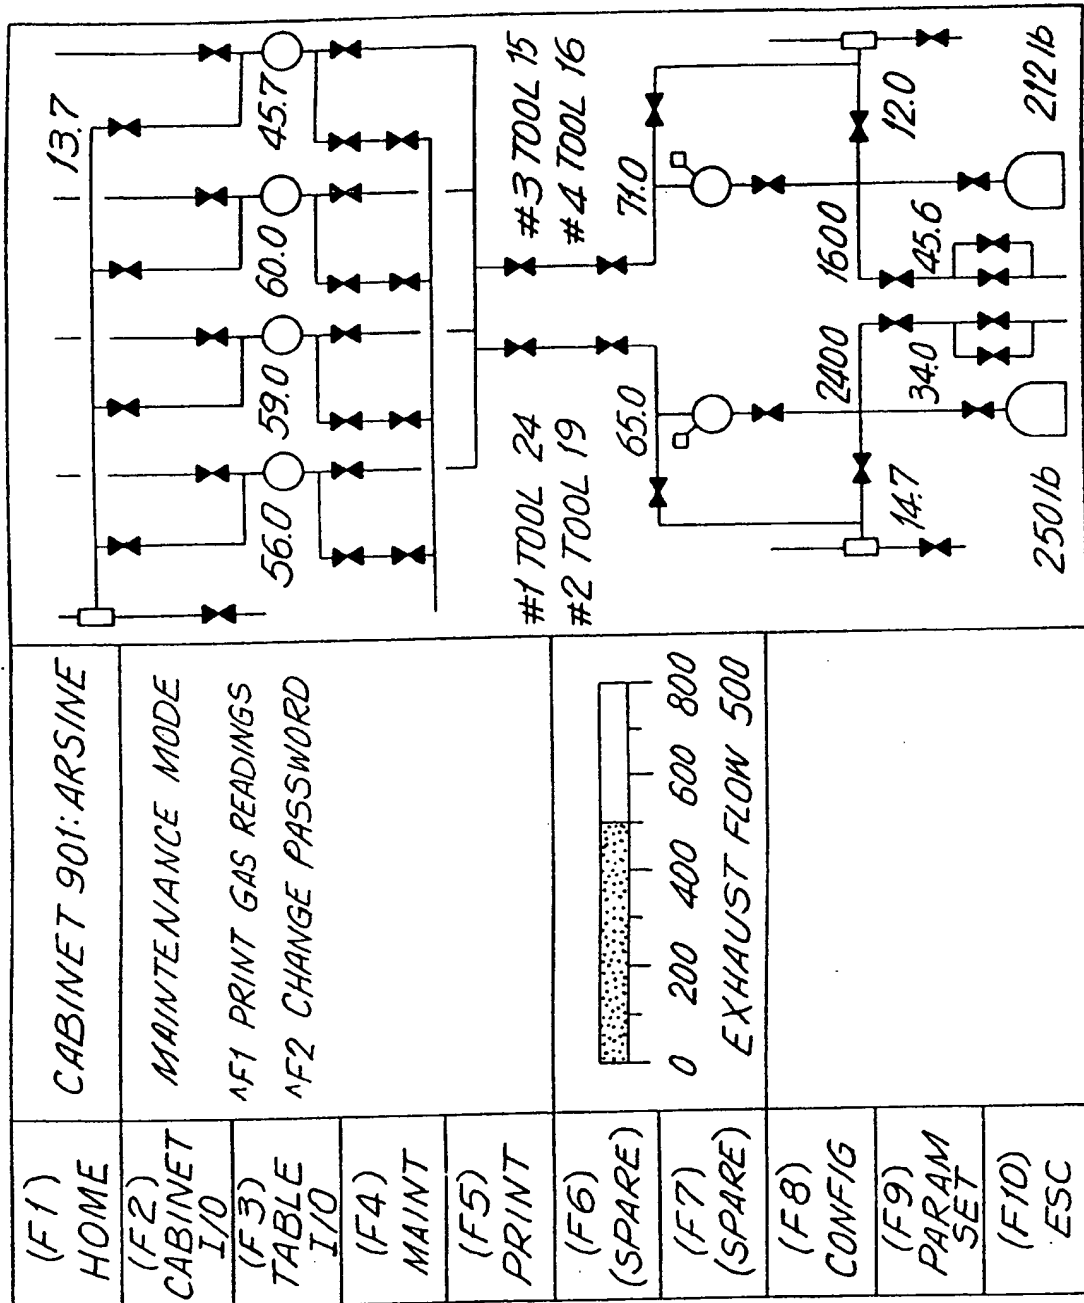 (F1)
HOME
(F2)
CABINET
I/O
(F3)
TABLE
I/O
(F4)
MAINT
(F5)
PRINT
(F6)
(SPARE)
(F7)
(SPARE)
(F8)
CONFIG
(F9)
PARAM
SET
(F10)
ESC
CABINET 901: ARSINE
MAINTENANCE MODE
^F1 PRINT GAS READINGS
^F2 CHANGE PASSWORD
0 200 400 600 800
EXHAUST FLOW 500
13.7
56.0 59.0 60.0 45.7
#1 TOOL 24 #3 TOOL 15
#2 TOOL 19 #4 TOOL 16
65.0 71.0
2400 1600
14.7 34.0 45.6 12.0
250 lb 212 lb